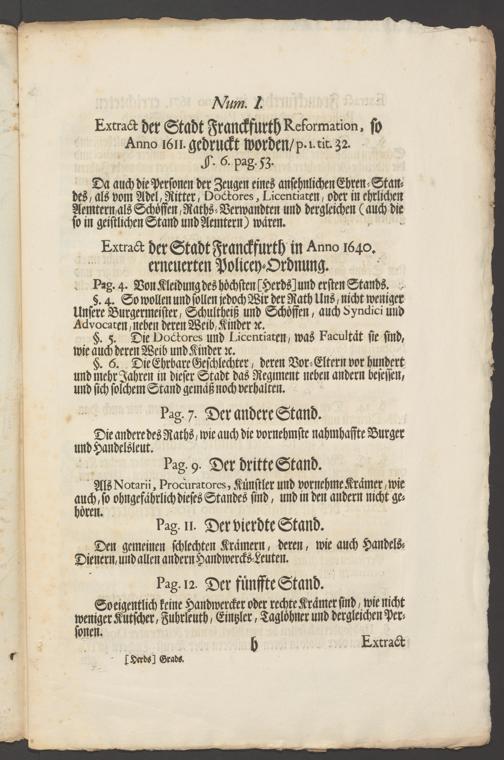 Num. I.
Extract der Stadt Franckfurth Reformation, so
Anno 1611. gedruckt worden/ p. 1. tit. 32.
§. 6. pag. 53.
Da auch die Personen der Zeugen eines ansehnlichen Ehren-Stan-
des, als vom Adel, Ritter, Doctores, Licentiaten, oder in ehrlichen
Aemtern als Schöffen, Raths-Verwandten und dergleichen (auch die
so in geistlichen Stand und Aemtern) wären.
Extract der Stadt Franckfurth in Anno 1640.
erneuerten Policey-Ordnung.
Pag. 4. Von Kleidung des höchsten [Herds] und ersten Stands.
§. 4. So wollen und sollen jedoch Wir der Rath Uns, nicht weniger
Unsere Burgermeister, Schultheiß und Schöffen, auch Syndici und
Advocaten, neben deren Weib, Kinder ꝛc.
§. 5. Die Doctores und Licentiaten, was Facultät sie sind,
wie auch deren Weib und Kinder ꝛc.
§. 6. Die Ehrbare Geschlechter, deren Vor-Eltern vor hundert
und mehr Jahren in dieser Stadt das Regiment neben andern besessen,
und sich solchem Stand gemäß noch verhalten.
Pag. 7. Der andere Stand.
Die andere des Raths, wie auch die vornehmste nahmhaffte Burger
und Handelsleut.
Pag. 9. Der dritte Stand.
Als Notarii, Procuratores, Künstler und vornehme Krämer, wie
auch, so ohngefährlich dieses Standes sind, und in den andern nicht ge-
hören.
Pag. 11. Der vierdte Stand.
Den gemeinen schlechten Krämern, deren, wie auch Handels-
Dienern, und allen andern Handwercks-Leuten.
Pag. 12. Der fünffte Stand.
So eigentlich keine Handwercker oder rechte Krämer sind, wie nicht
weniger Kutscher, Fuhrleuth, Einzler, Taglöhner und dergleichen Per-
sonen.
b Extract
[Herds] Grads.